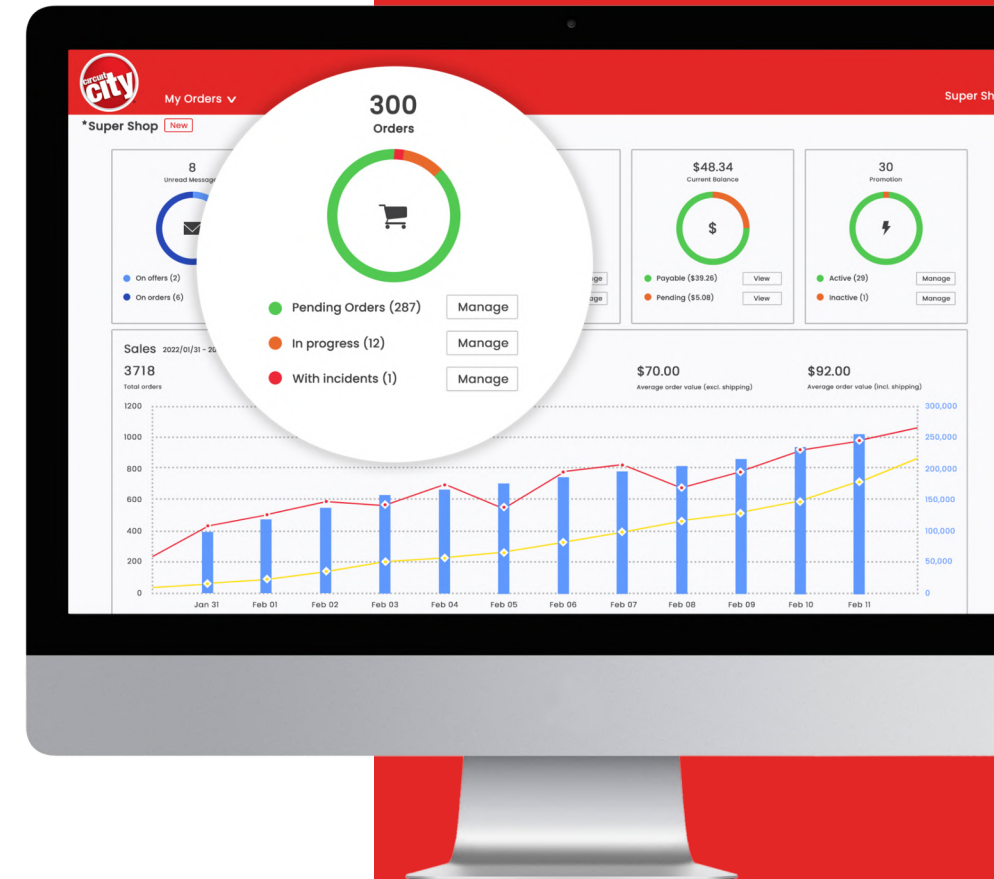 circuit
city
My Orders
Super Sh
*Super Shop New
300
Orders
8
Unread Messag
On offers (2)
On orders (6)
Pending Orders (287) Manage
In progress (12) Manage
With incidents (1) Manage
age
age
$48.34
Current Balance
$
Payable ($39.26) View
Pending ($5.08) View
30
Promotion
Active (29) Manage
Inactive (1) Manage
Sales 2022/01/31 - 20
3718
Total orders
$70.00
Average order value (excl. shipping)
$92.00
Average order value (incl. shipping)
1200 300,000
1000 250,000
800 200,000
600 150,000
400 100,000
200 50,000
0 0
Jan 31 Feb 01 Feb 02 Feb 03 Feb 04 Feb 05 Feb 06 Feb 07 Feb 08 Feb 09 Feb 10 Feb 11